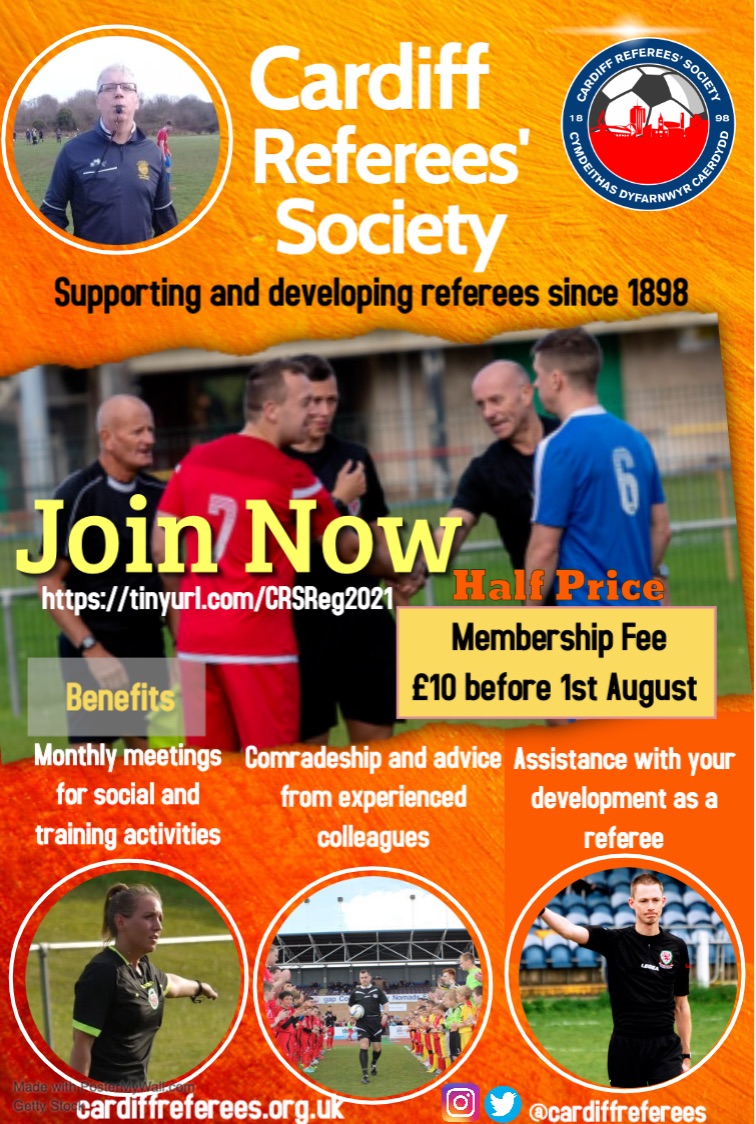 Cardiff
Referees'
Society
CARDIFF REFEREES' SOCIETY
18 98
CYMDEITHAS DYFARNWYR CAERDYDD
Supporting and developing referees since 1898
7
6
Join Now
https://tinyurl.com/CRSReg2021
Half Price
Membership Fee
£10 before 1st August
Benefits
Monthly meetings
for social and
training activities
Comradeship and advice
from experienced
colleagues
Assistance with your
development as a
referee
gap Nomads
LEGEA
Made with PosterMyWall.com
Getty Stock
cardiffreferees.org.uk
@cardiffreferees